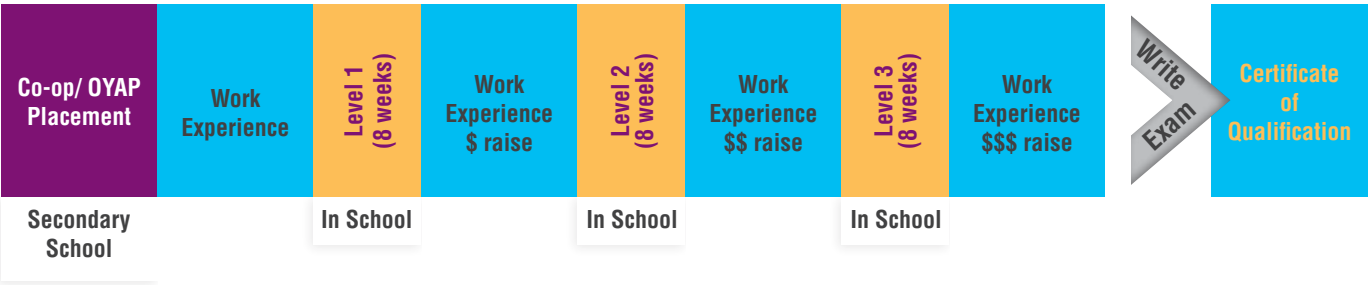 Co-op/ OYAP
Placement
Work
Experience
Level 1
(8 weeks)
Work
Experience
$ raise
Level 2
(8 weeks)
Work
Experience
$$ raise
Level 3
(8 weeks)
Work
Experience
$$$ raise
Write
Exam
Certificate
of
Qualification
Secondary
School
In School
In School
In School